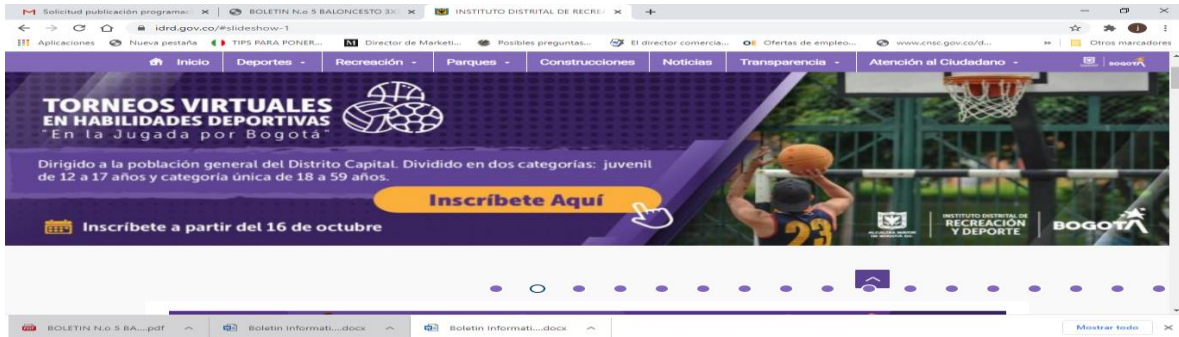 Solicitud publicación programac
BOLETIN N.o 5 BALONCESTO 3X
INSTITUTO DISTRITAL DE RECRE
idrd.gov.co/#slideshow-1
Aplicaciones
Nueva pestaña
TIPS PARA PONER...
Director de Marketi...
Posibles preguntas...
El director comercia...
Ofertas de empleo...
www.cnsc.gov.co/d...
Otros marcadores
Inicio
Deportes
Recreación
Parques
Construcciones
Noticias
Transparencia
Atención al Ciudadano
BOGOTÁ
TORNEOS VIRTUALES
EN HABILIDADES DEPORTIVAS
"En la Jugada por Bogotá"
Dirigido a la población general del Distrito Capital. Dividido en dos categorías: juvenil
de 12 a 17 años y categoría única de 18 a 59 años.
Inscríbete Aquí
Inscríbete a partir del 16 de octubre
23
INSTITUTO DISTRITAL DE
RECREACIÓN
Y DEPORTE
BOGOTÁ
BOLETIN N.o 5 BA....pdf
Boletin Informati....docx
Boletin Informati....docx
Mostrar todo